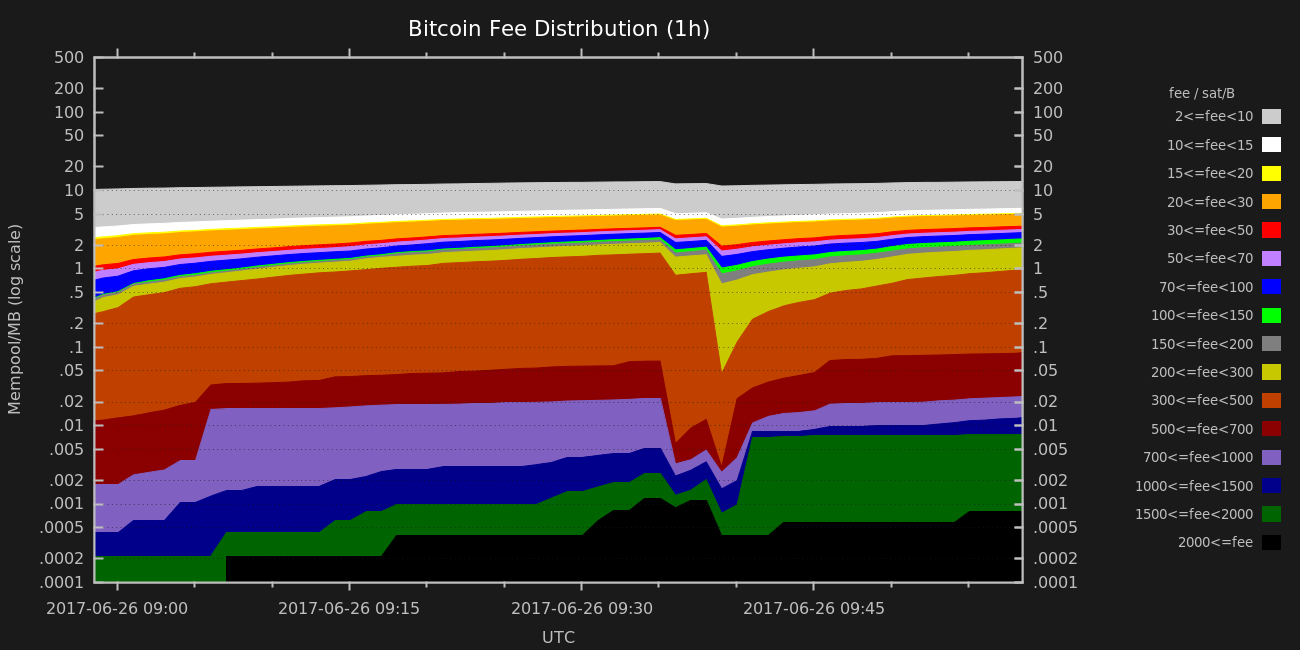 Bitcoin Fee Distribution (1h)
Mempool/MB (log scale)
500
200
100
50
20
10
5
2
1
.5
.2
.1
.05
.02
.01
.005
.002
.001
.0005
.0002
.0001
500
200
100
50
20
10
5
2
1
.5
.2
.1
.05
.02
.01
.005
.002
.001
.0005
.0002
.0001
2017-06-26 09:00 2017-06-26 09:15 2017-06-26 09:30 2017-06-26 09:45
UTC
fee / sat/B
2<=fee<10
10<=fee<15
15<=fee<20
20<=fee<30
30<=fee<50
50<=fee<70
70<=fee<100
100<=fee<150
150<=fee<200
200<=fee<300
300<=fee<500
500<=fee<700
700<=fee<1000
1000<=fee<1500
1500<=fee<2000
2000<=fee